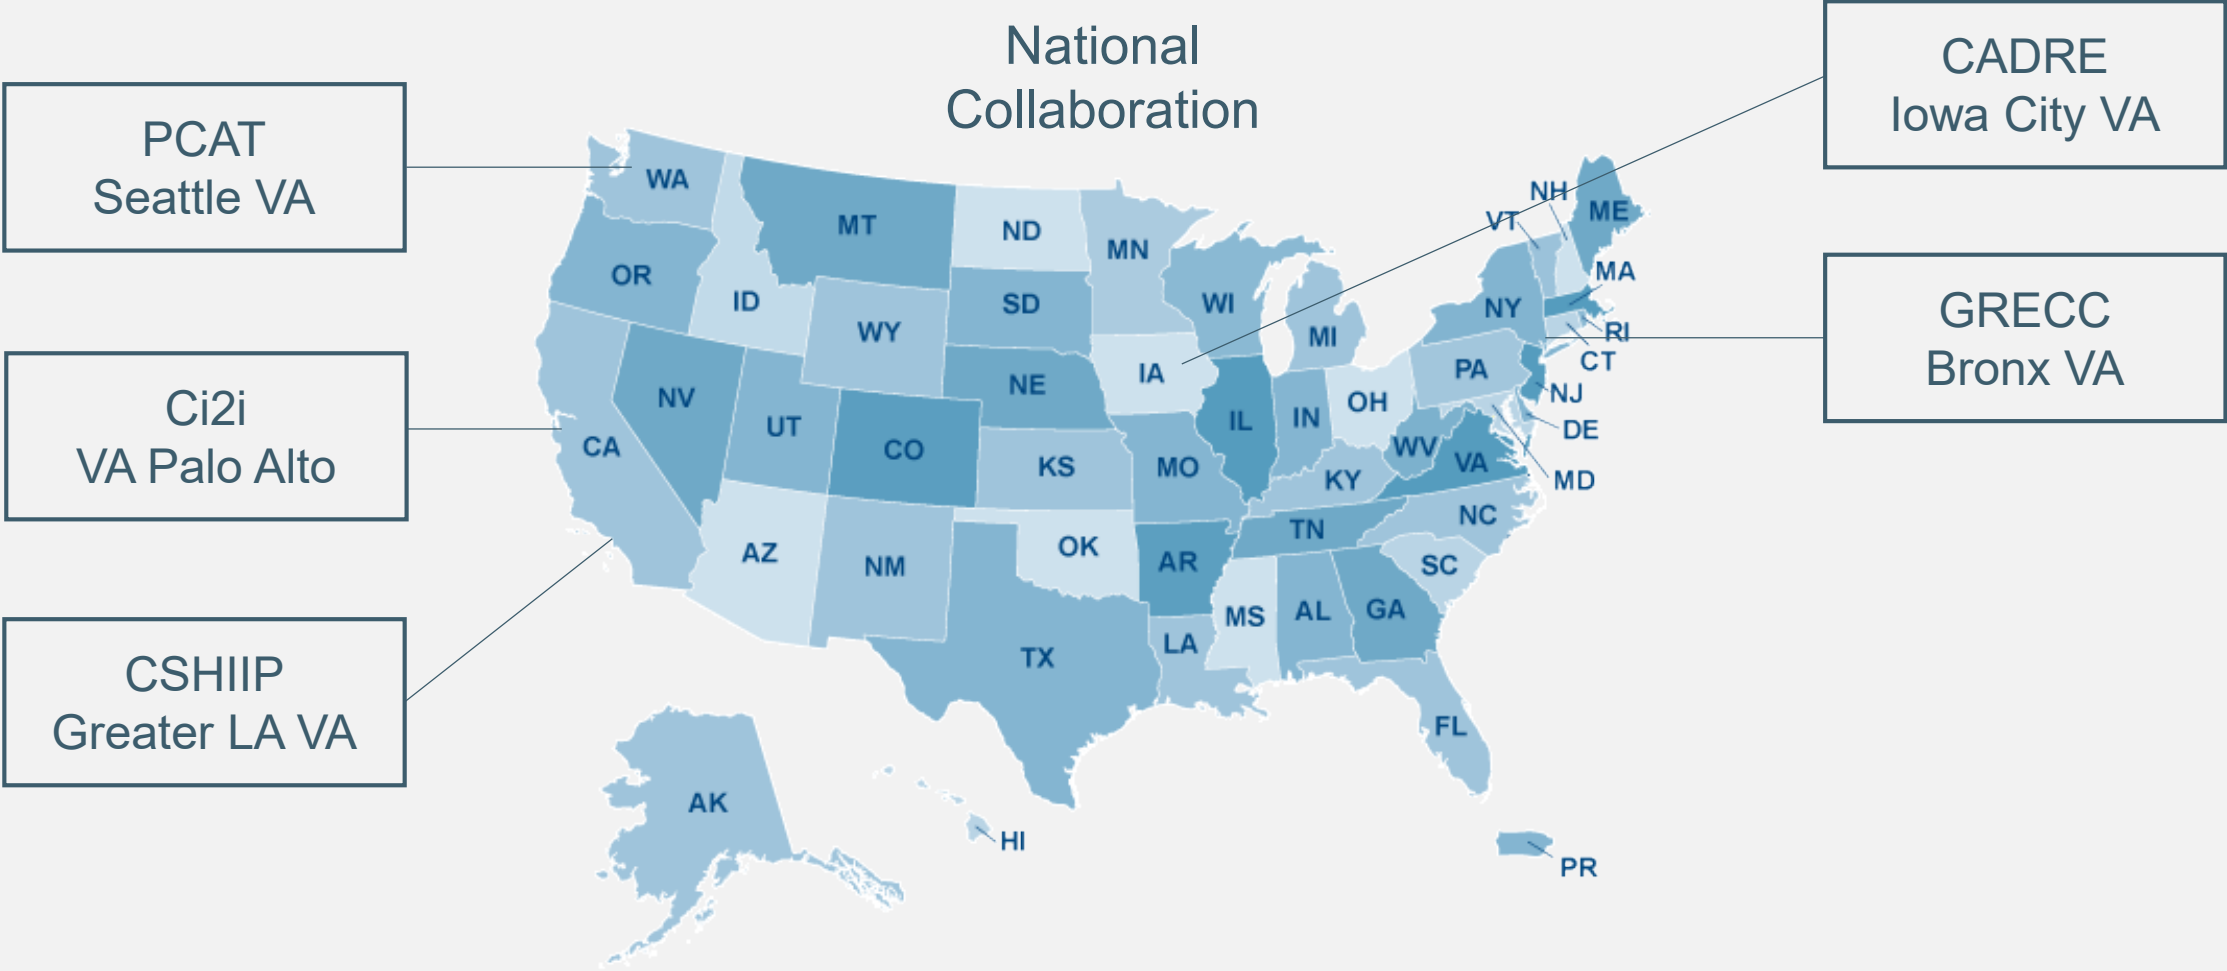 National
Collaboration
PCAT
Seattle VA
Ci2i
VA Palo Alto
CSHIIP
Greater LA VA
CADRE
Iowa City VA
GRECC
Bronx VA
WA
OR
CA
ID
NV
MT
WY
UT
AZ
CO
NM
ND
SD
NE
KS
OK
TX
MN
IA
MO
AR
LA
WI
IL
MI
IN
OH
KY
TN
MS
AL
GA
FL
SC
NC
VA
WV
PA
NY
VT
NH
ME
MA
RI
CT
NJ
DE
MD
AK
HI
PR